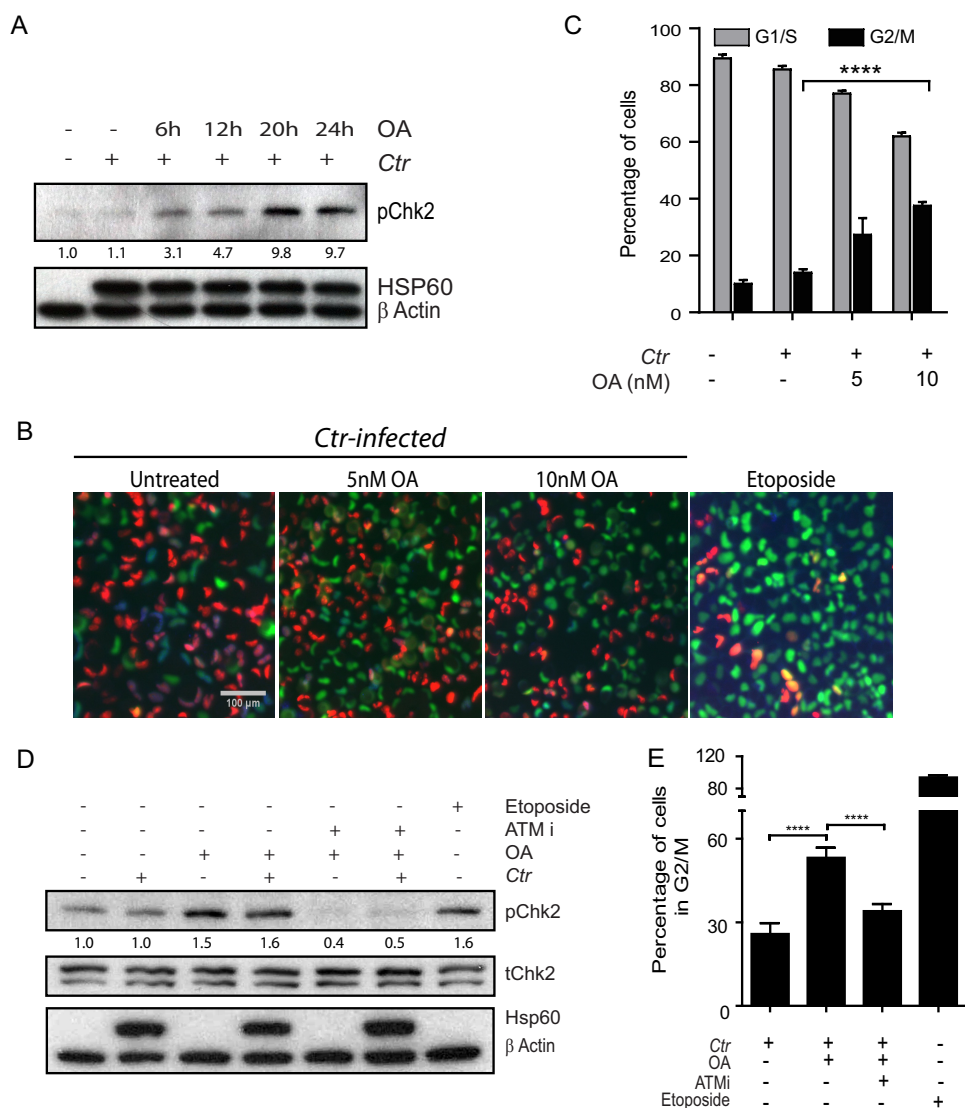 A
- - 6h 12h 20h 24h OA
- + + + + + Ctr
pChk2
1.0 1.1 3.1 4.7 9.8 9.7
HSP60
β Actin
C
G1/S G2/M
Percentage of cells
100
80
60
40
20
0
****
Ctr - + + +
OA (nM) - - 5 10
B
Ctr-infected
Untreated 5nM OA 10nM OA Etoposide
100 µm
D
- - - - - - + Etoposide
- - - - + + - ATM i
- - + + + + - OA
- + - + - + - Ctr
pChk2
1.0 1.0 1.5 1.6 0.4 0.5 1.6
tChk2
Hsp60
β Actin
E
Percentage of cells
in G2/M
120
80
60
30
0
**** ****
Ctr + + + -
OA - + + -
ATMi - - + -
Etoposide - - - +